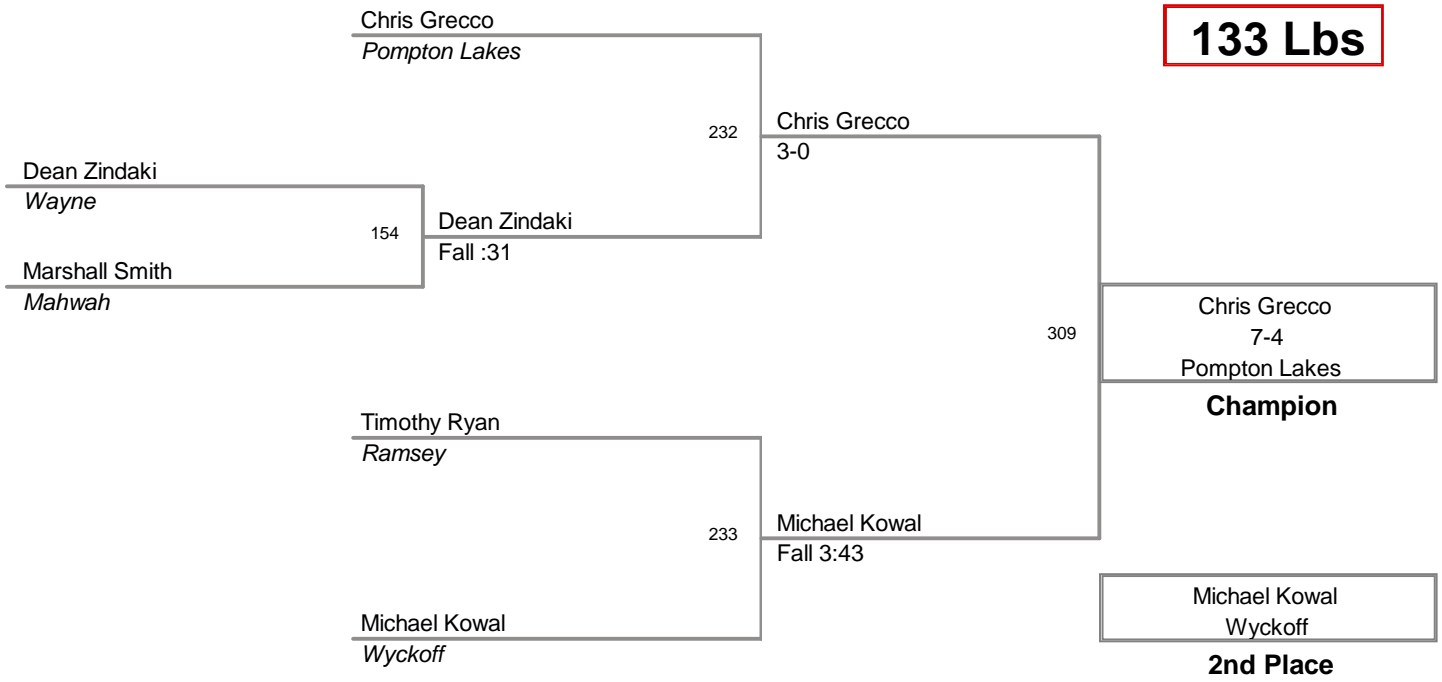 133 Lbs
Chris Grecco
Pompton Lakes
232
Chris Grecco
3-0
Dean Zindaki
Wayne
154
Dean Zindaki
Fall :31
Marshall Smith
Mahwah
309
Chris Grecco
7-4
Pompton Lakes
Champion
Timothy Ryan
Ramsey
233
Michael Kowal
Fall 3:43
Michael Kowal
Wyckoff
Michael Kowal
Wyckoff
2nd Place